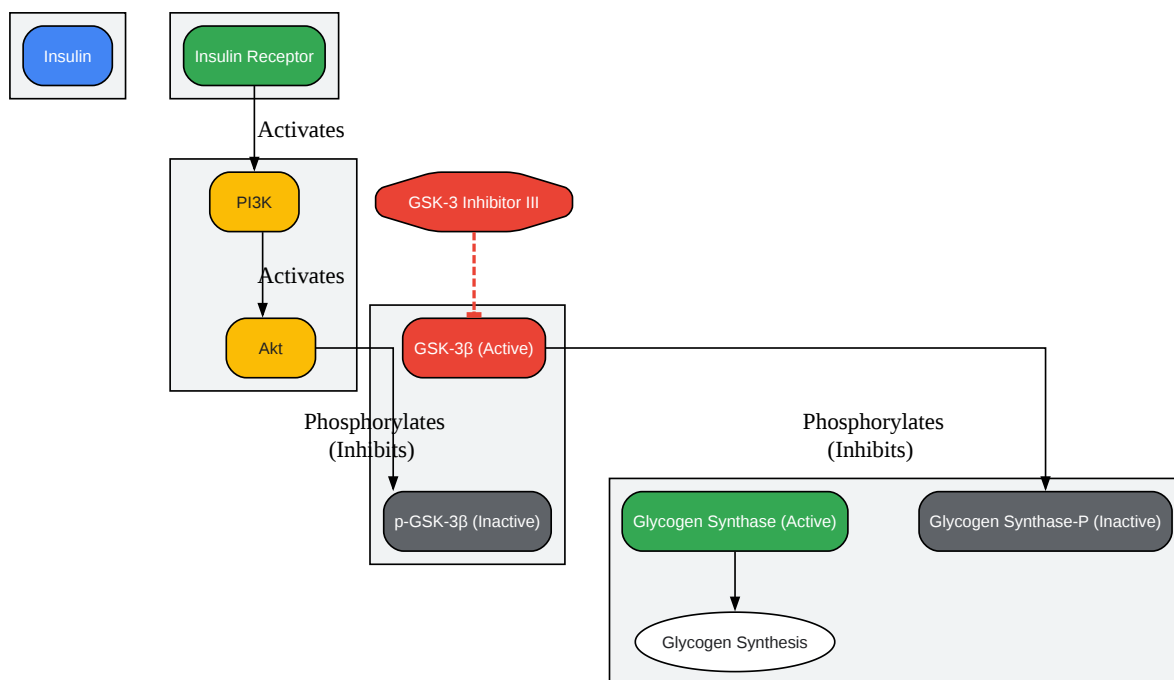 Insulin
Insulin Receptor
Activates
PI3K
GSK-3 Inhibitor III
Activates
Akt
GSK-3β (Active)
Phosphorylates
(Inhibits)
Phosphorylates
(Inhibits)
p-GSK-3β (Inactive)
Glycogen Synthase (Active)
Glycogen Synthase-P (Inactive)
Glycogen Synthesis